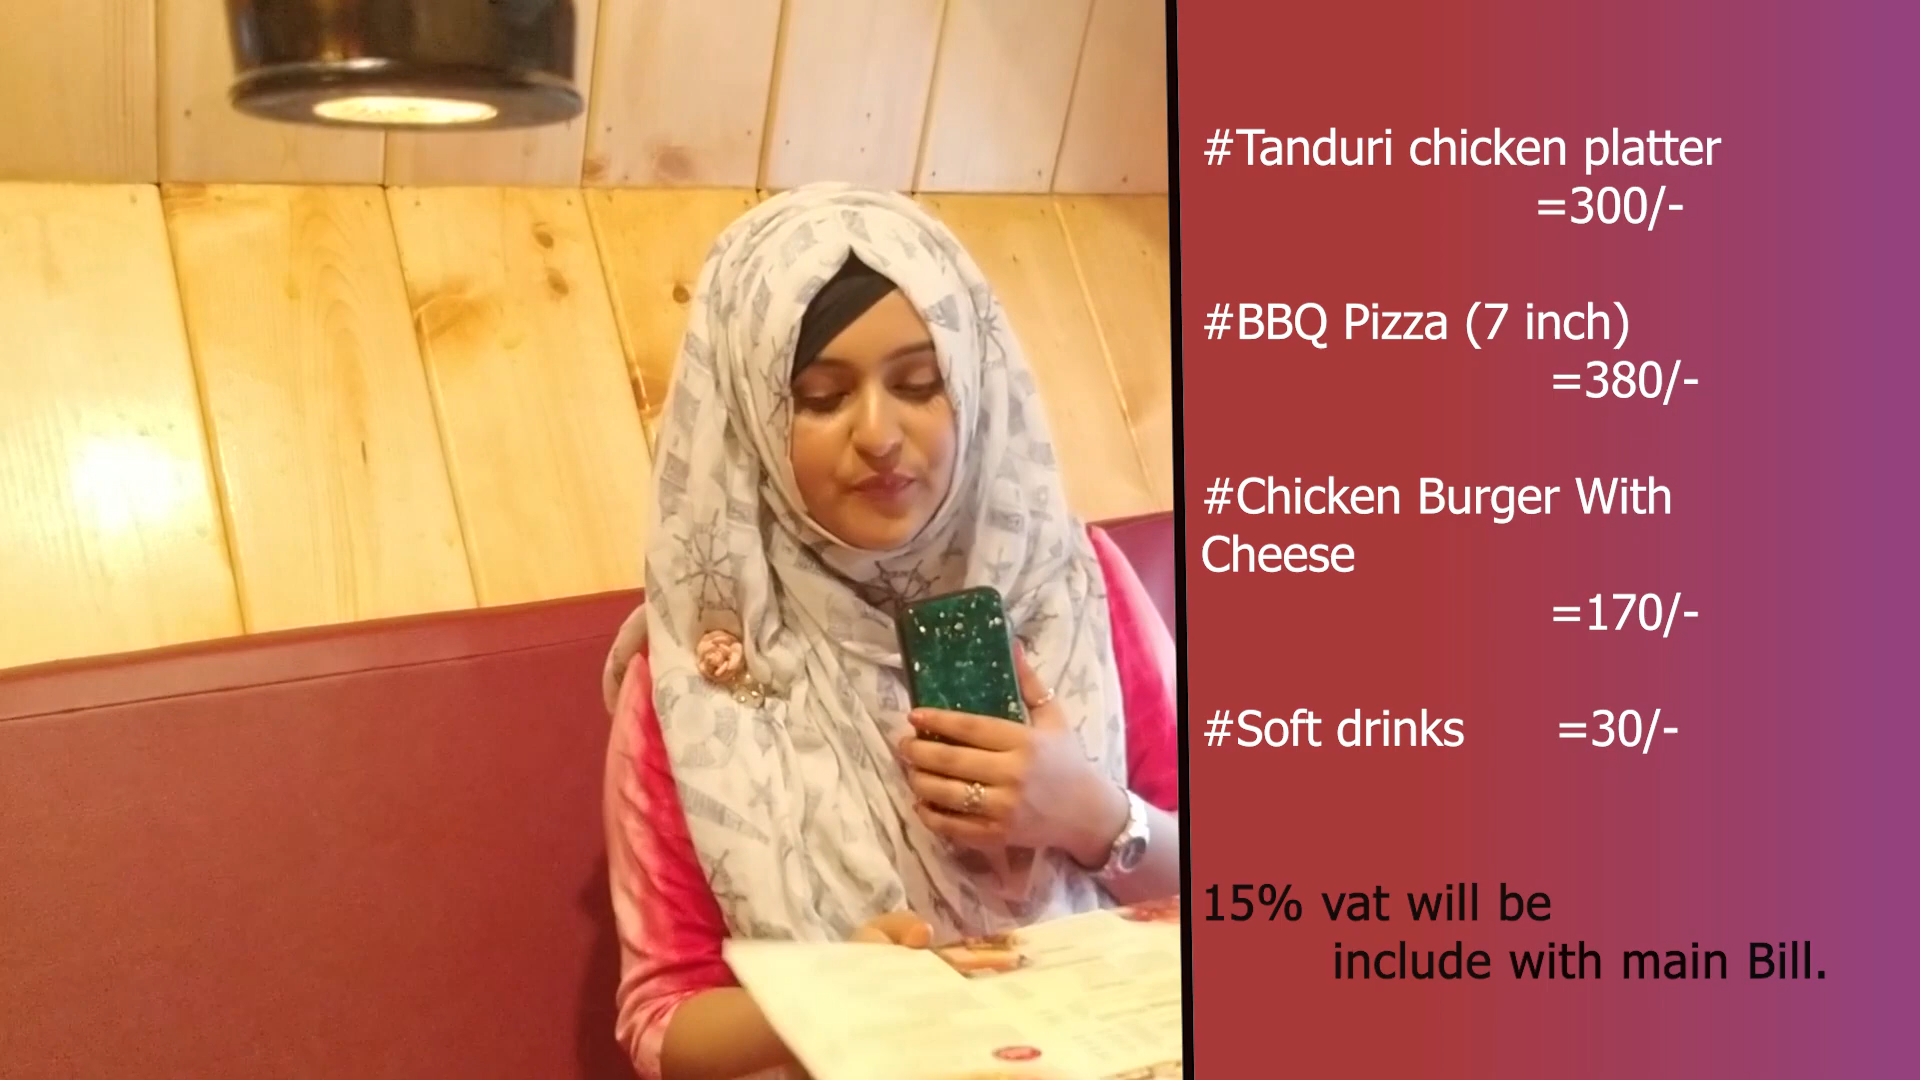 #Tanduri chicken platter
=300/-
#BBQ Pizza (7 inch)
=380/-
#Chicken Burger With
Cheese
=170/-
#Soft drinks =30/-
15% vat will be
include with main Bill.